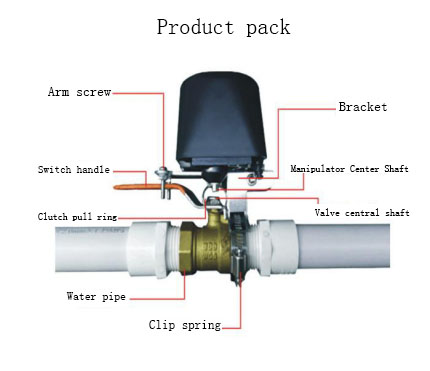 Product pack
Arm screw
Bracket
Switch handle
Manipulator Center Shaft
Clutch pull ring
Valve central shaft
Water pipe
Clip spring